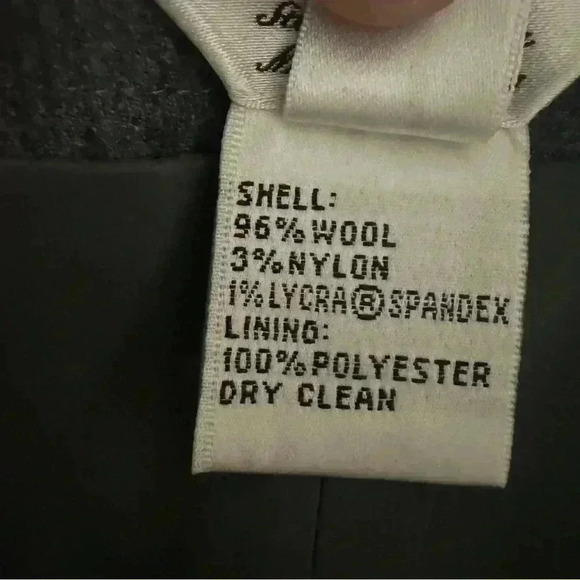 SHELL:
96% WOOL
3% NYLON
1% LYCRA® SPANDEX
LINING:
100% POLYESTER
DRY CLEAN